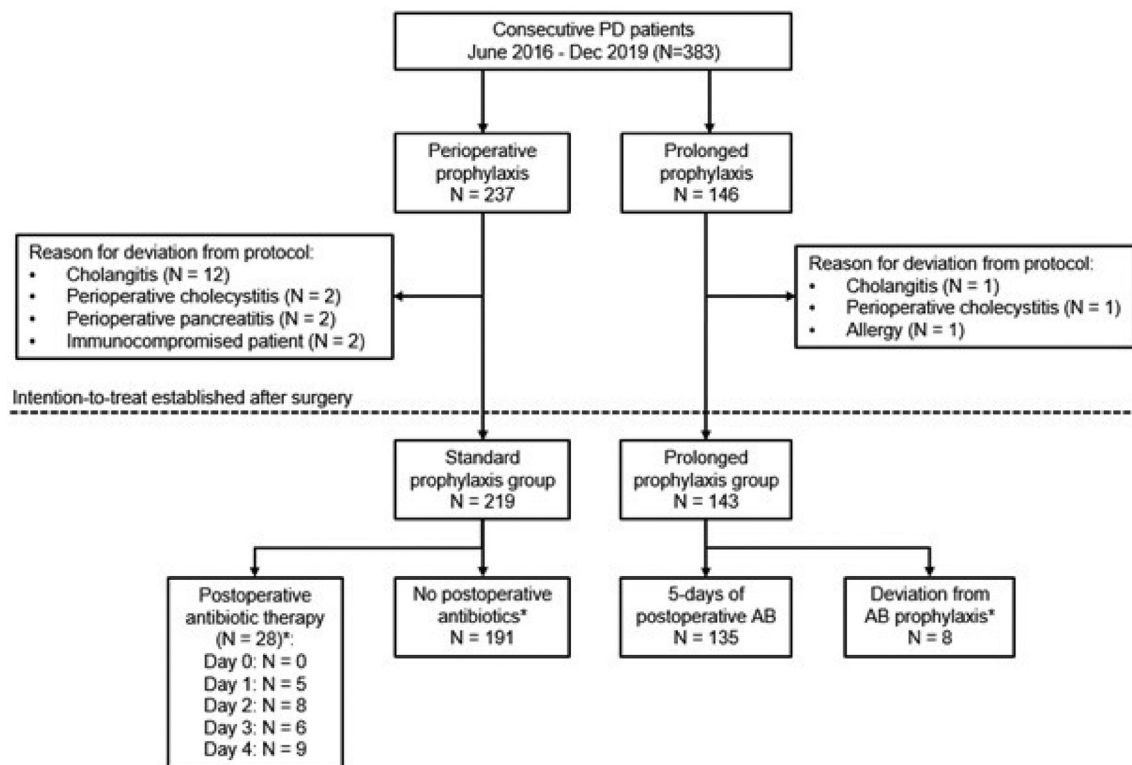 Consecutive PD patients
June 2016 - Dec 2019 (N=383)
Perioperative
prophylaxis
N = 237
Prolonged
prophylaxis
N = 146
Reason for deviation from protocol:
• Cholangitis (N = 12)
• Perioperative cholecystitis (N = 2)
• Perioperative pancreatitis (N = 2)
• Immunocompromised patient (N = 2)
Reason for deviation from protocol:
• Cholangitis (N = 1)
• Perioperative cholecystitis (N = 1)
• Allergy (N = 1)
Intention-to-treat established after surgery
Standard
prophylaxis group
N = 219
Prolonged
prophylaxis group
N = 143
Postoperative
antibiotic therapy
(N = 28)*:
Day 0: N = 0
Day 1: N = 5
Day 2: N = 8
Day 3: N = 6
Day 4: N = 9
No postoperative
antibiotics*
N = 191
5-days of
postoperative AB
N = 135
Deviation from
AB prophylaxis*
N = 8